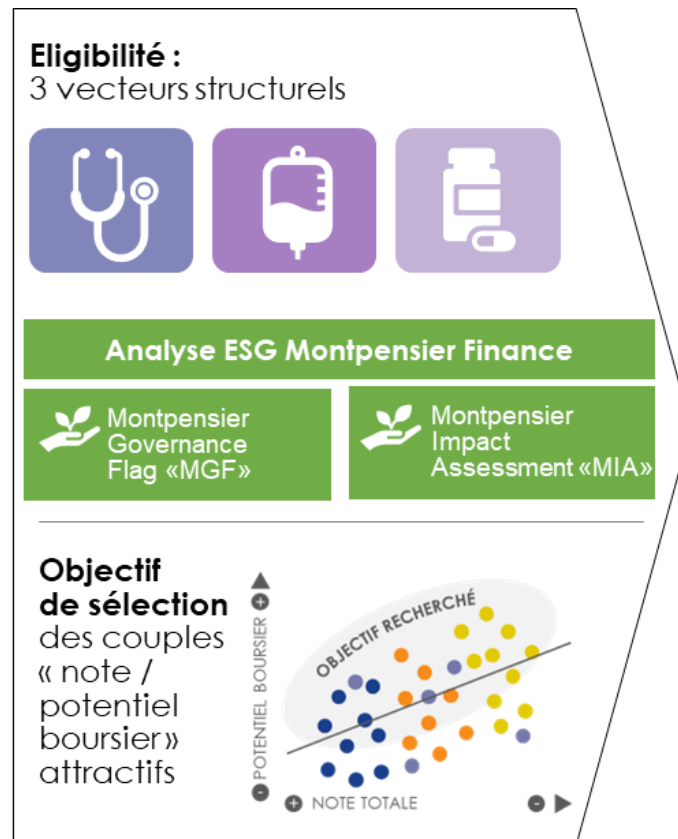 Eligibilité :
3 vecteurs structurels
Analyse ESG Montpensier Finance
Montpensier
Governance
Flag «MGF»
Montpensier
Impact
Assessment «MIA»
Objectif
de sélection
des couples
« note /
potentiel
boursier»
attractifs
POTENTIEL BOURSIER
OBJECTIF RECHERCHÉ
NOTE TOTALE